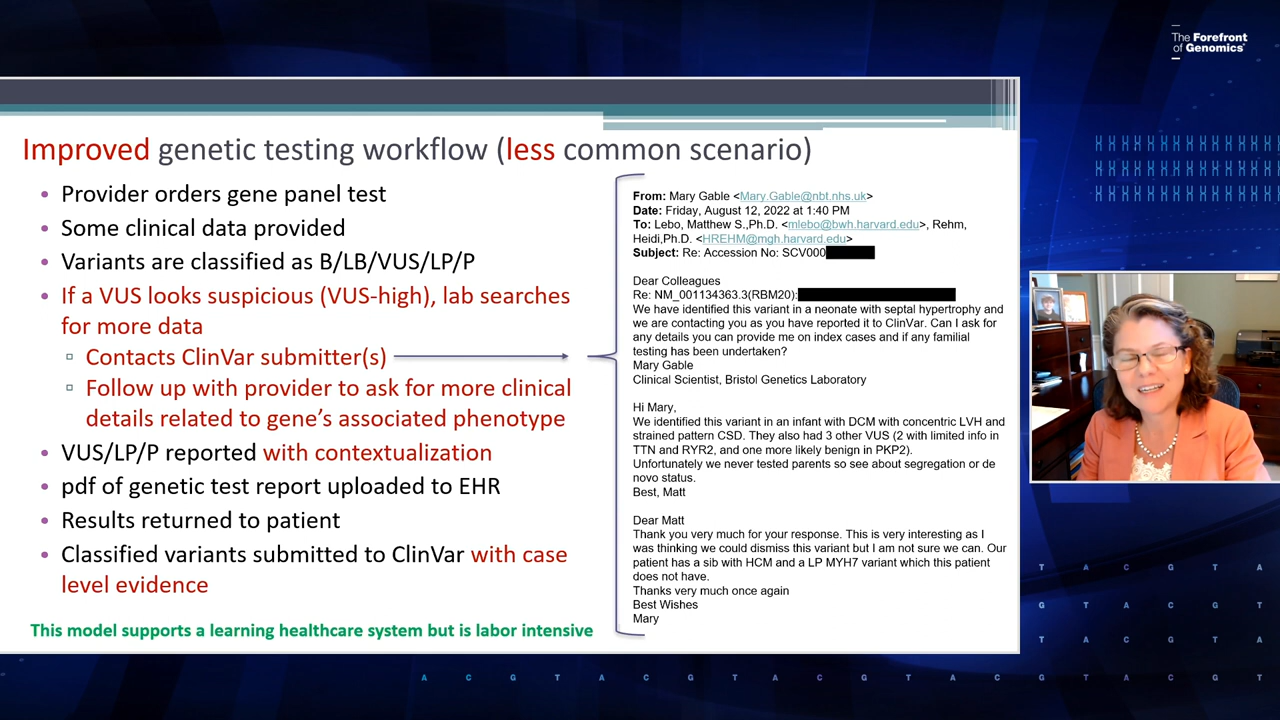 The Forefront
of Genomics®
Improved genetic testing workflow (less common scenario)
• Provider orders gene panel test
• Some clinical data provided
• Variants are classified as B/LB/VUS/LP/P
• If a VUS looks suspicious (VUS-high), lab searches
for more data
▫ Contacts ClinVar submitter(s)
▫ Follow up with provider to ask for more clinical
details related to gene's associated phenotype
• VUS/LP/P reported with contextualization
• pdf of genetic test report uploaded to EHR
• Results returned to patient
• Classified variants submitted to ClinVar with case
level evidence
This model supports a learning healthcare system but is labor intensive
From: Mary Gable <Mary.Gable@nbt.nhs.uk>
Date: Friday, August 12, 2022 at 1:40 PM
To: Lebo, Matthew S.,Ph.D. <mlebo@bwh.harvard.edu>, Rehm,
Heidi,Ph.D. <HREHM@mgh.harvard.edu>
Subject: Re: Accession No: SCV000
Dear Colleagues
Re: NM_001134363.3(RBM20):
We have identified this variant in a neonate with septal hypertrophy and
we are contacting you as you have reported it to ClinVar. Can I ask for
any details you can provide me on index cases and if any familial
testing has been undertaken?
Mary Gable
Clinical Scientist, Bristol Genetics Laboratory
Hi Mary,
We identified this variant in an infant with DCM with concentric LVH and
strained pattern CSD. They also had 3 other VUS (2 with limited info in
TTN and RYR2, and one more likely benign in PKP2).
Unfortunately we never tested parents so see about segregation or de
novo status.
Best, Matt
Dear Matt
Thank you very much for your response. This is very interesting as I
was thinking we could dismiss this variant but I am not sure we can. Our
patient has a sib with HCM and a LP MYH7 variant which this patient
does not have.
Thanks very much once again
Best Wishes
Mary
T A C G T A
G T A C G T A
T A C G T A
A C G T A C G T A C G T A C G T A C G T A